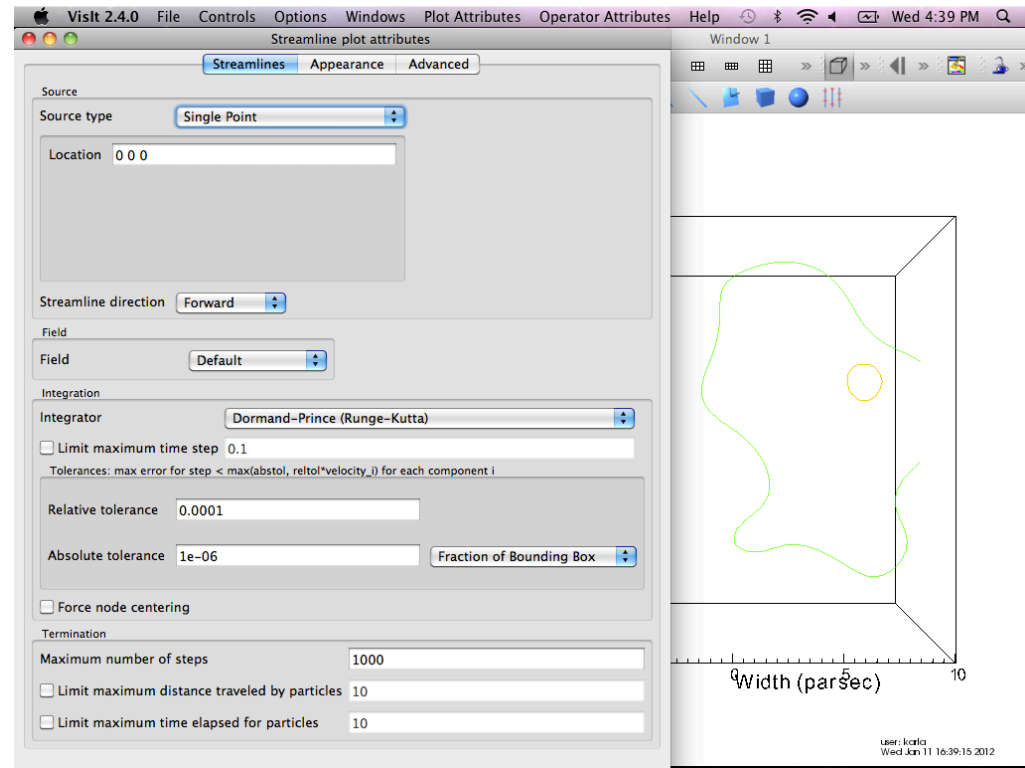 VisIt 2.4.0 File Controls Options Windows Plot Attributes Operator Attributes Help Wed 4:39 PM
Streamline plot attributes
Window 1
Streamlines Appearance Advanced
Source
Source type Single Point
Location 0 0 0
Streamline direction Forward
Field
Field Default
Integration
Integrator Dormand-Prince (Runge-Kutta)
Limit maximum time step 0.1
Tolerances: max error for step < max(abstol, reltol*velocity_i) for each component i
Relative tolerance 0.0001
Absolute tolerance 1e-06 Fraction of Bounding Box
Force node centering
Termination
Maximum number of steps 1000
Limit maximum distance traveled by particles 10
Limit maximum time elapsed for particles 10
0 5 10
Width (parsec)
user: karla
Wed Jan 11 16:39:15 2012